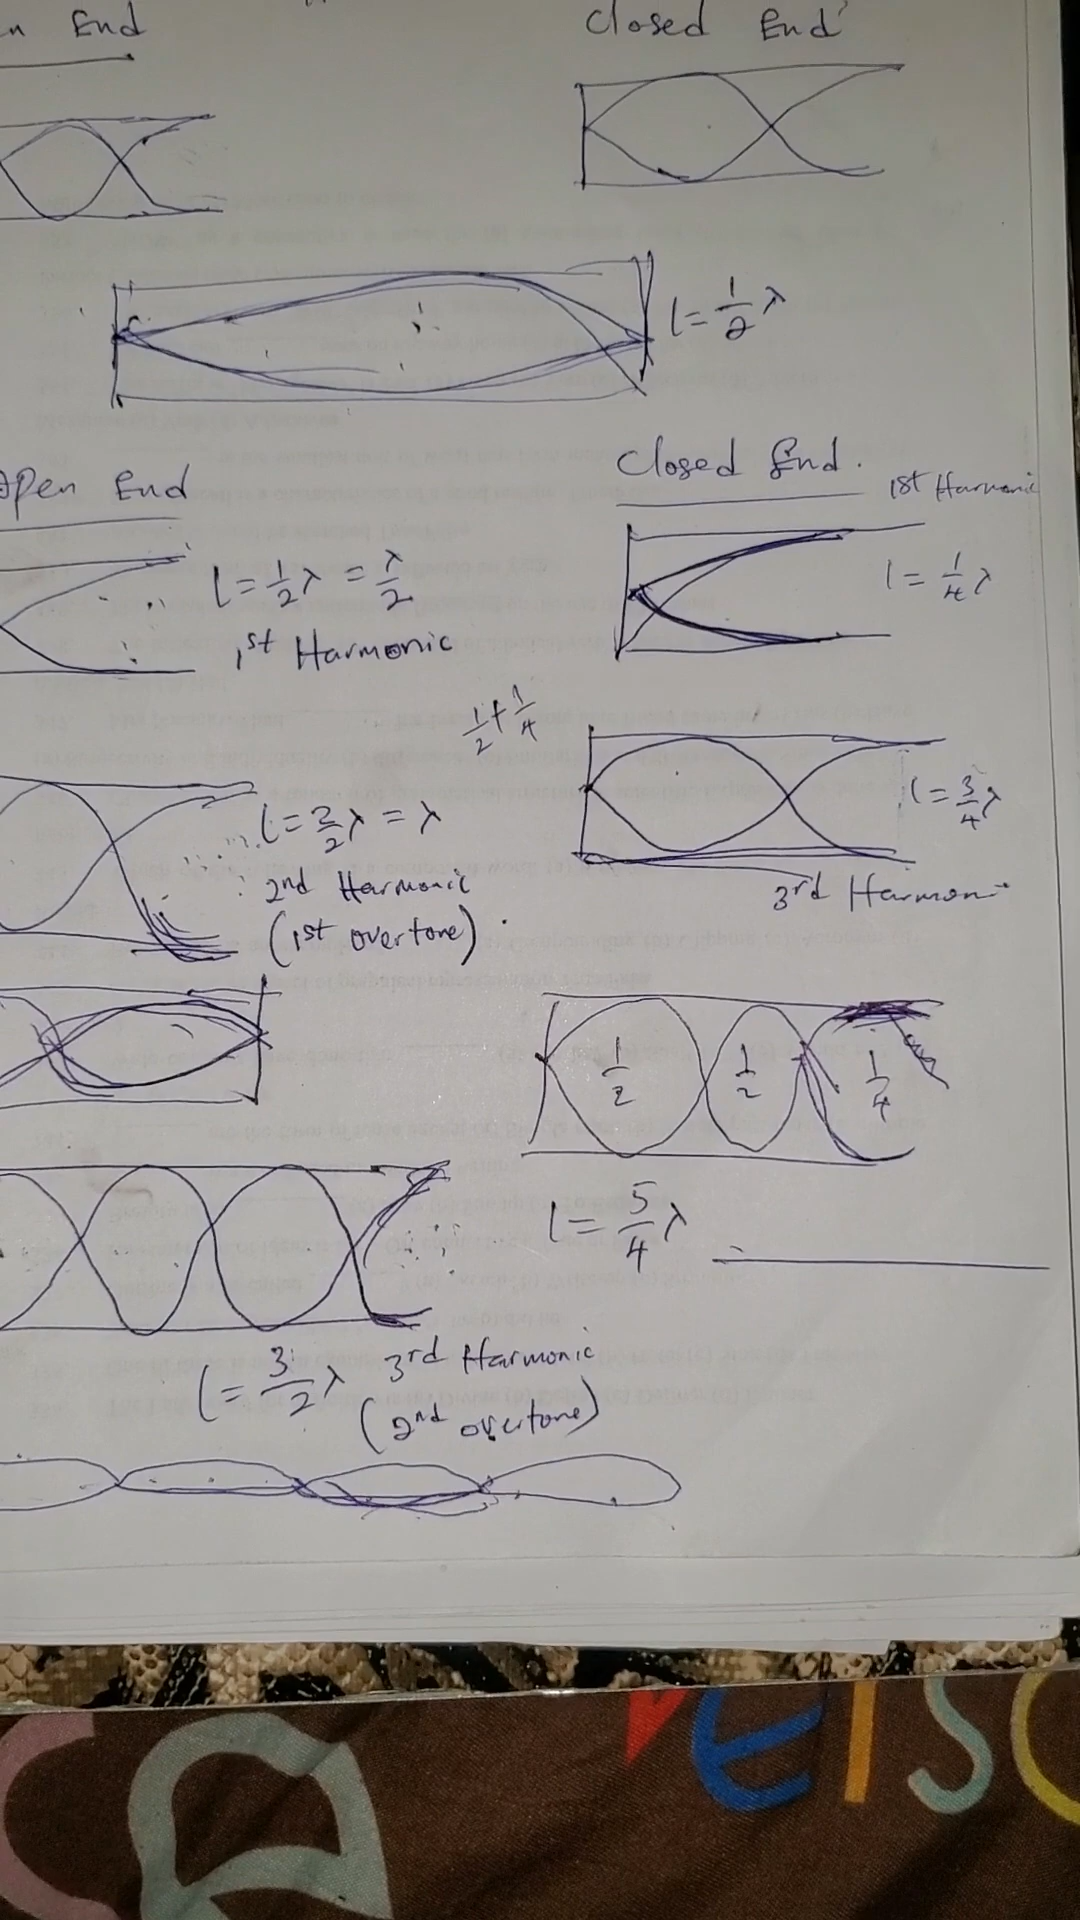 End
Closed End
l = 1/2 λ
Open End
Closed End.
1st Harmonic
l = 1/2 λ = λ/2
1st Harmonic
l = 1/4 λ
1/2 + 1/4
l = 2/2 λ = λ
2nd Harmonic
(1st overtone)
l = 3/4 λ
3rd Harmoni
1/2 1/2 1/4
l = 5/4 λ
l = 3/2 λ 3rd Harmonic
(2nd overtone)